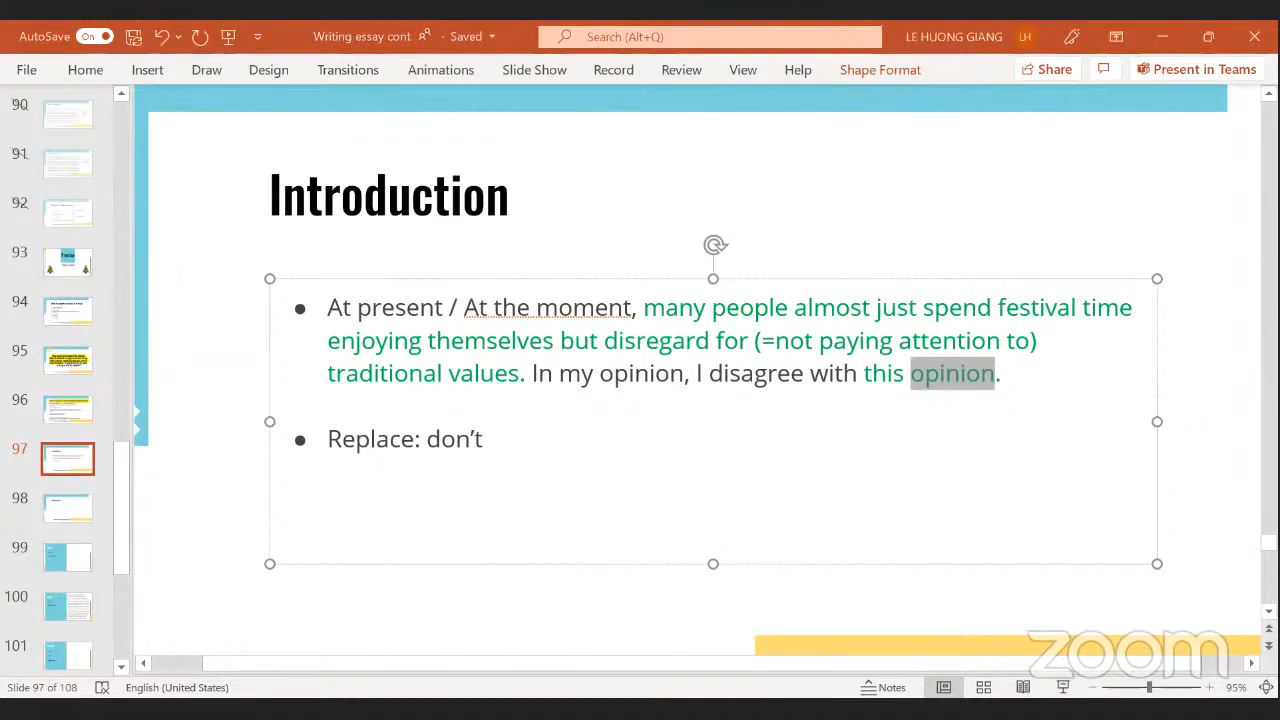 AutoSave On Writing essay cont - Saved Search (Alt+Q) LE HUONG GIANG LH
File Home Insert Draw Design Transitions Animations Slide Show Record Review View Help Shape Format Share Present in Teams
90
91
92
93
94
95
96
97
98
99
100
101
Introduction
● At present / At the moment, many people almost just spend festival time
enjoying themselves but disregard for (=not paying attention to)
traditional values. In my opinion, I disagree with this opinion.
● Replace: don’t
zoom
Slide 97 of 108 English (United States) Notes 95%